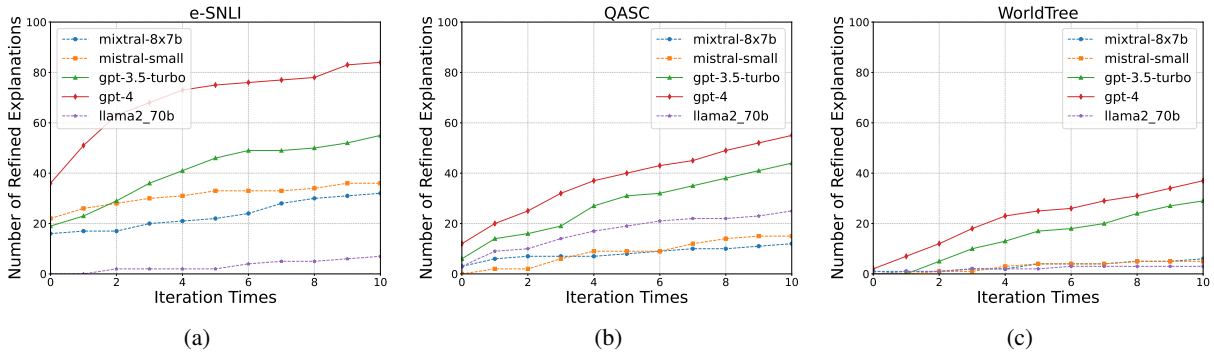 e-SNLI
100
80
60
40
20
0
0 2 4 6 8 10
Number of Refined Explanations
Iteration Times
mixtral-8x7b
mistral-small
gpt-3.5-turbo
gpt-4
llama2_70b
(a)
QASC
100
80
60
40
20
0
0 2 4 6 8 10
Number of Refined Explanations
Iteration Times
mixtral-8x7b
mistral-small
gpt-3.5-turbo
gpt-4
llama2_70b
(b)
WorldTree
100
80
60
40
20
0
0 2 4 6 8 10
Number of Refined Explanations
Iteration Times
mixtral-8x7b
mistral-small
gpt-3.5-turbo
gpt-4
llama2_70b
(c)